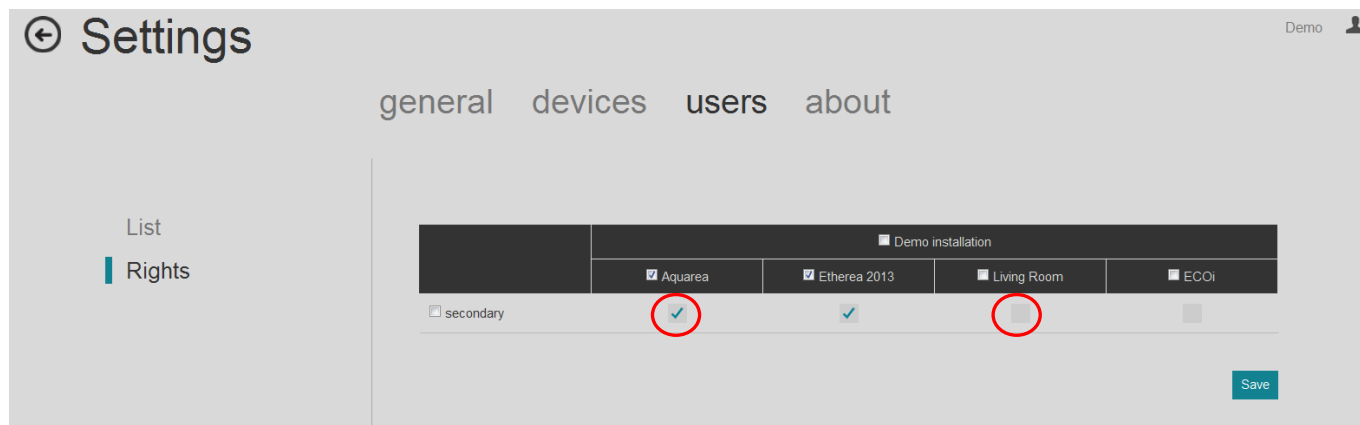 Settings
Demo
general devices users about
List
Rights
Demo installation
Aquarea Etherea 2013 Living Room ECOi
secondary
Save